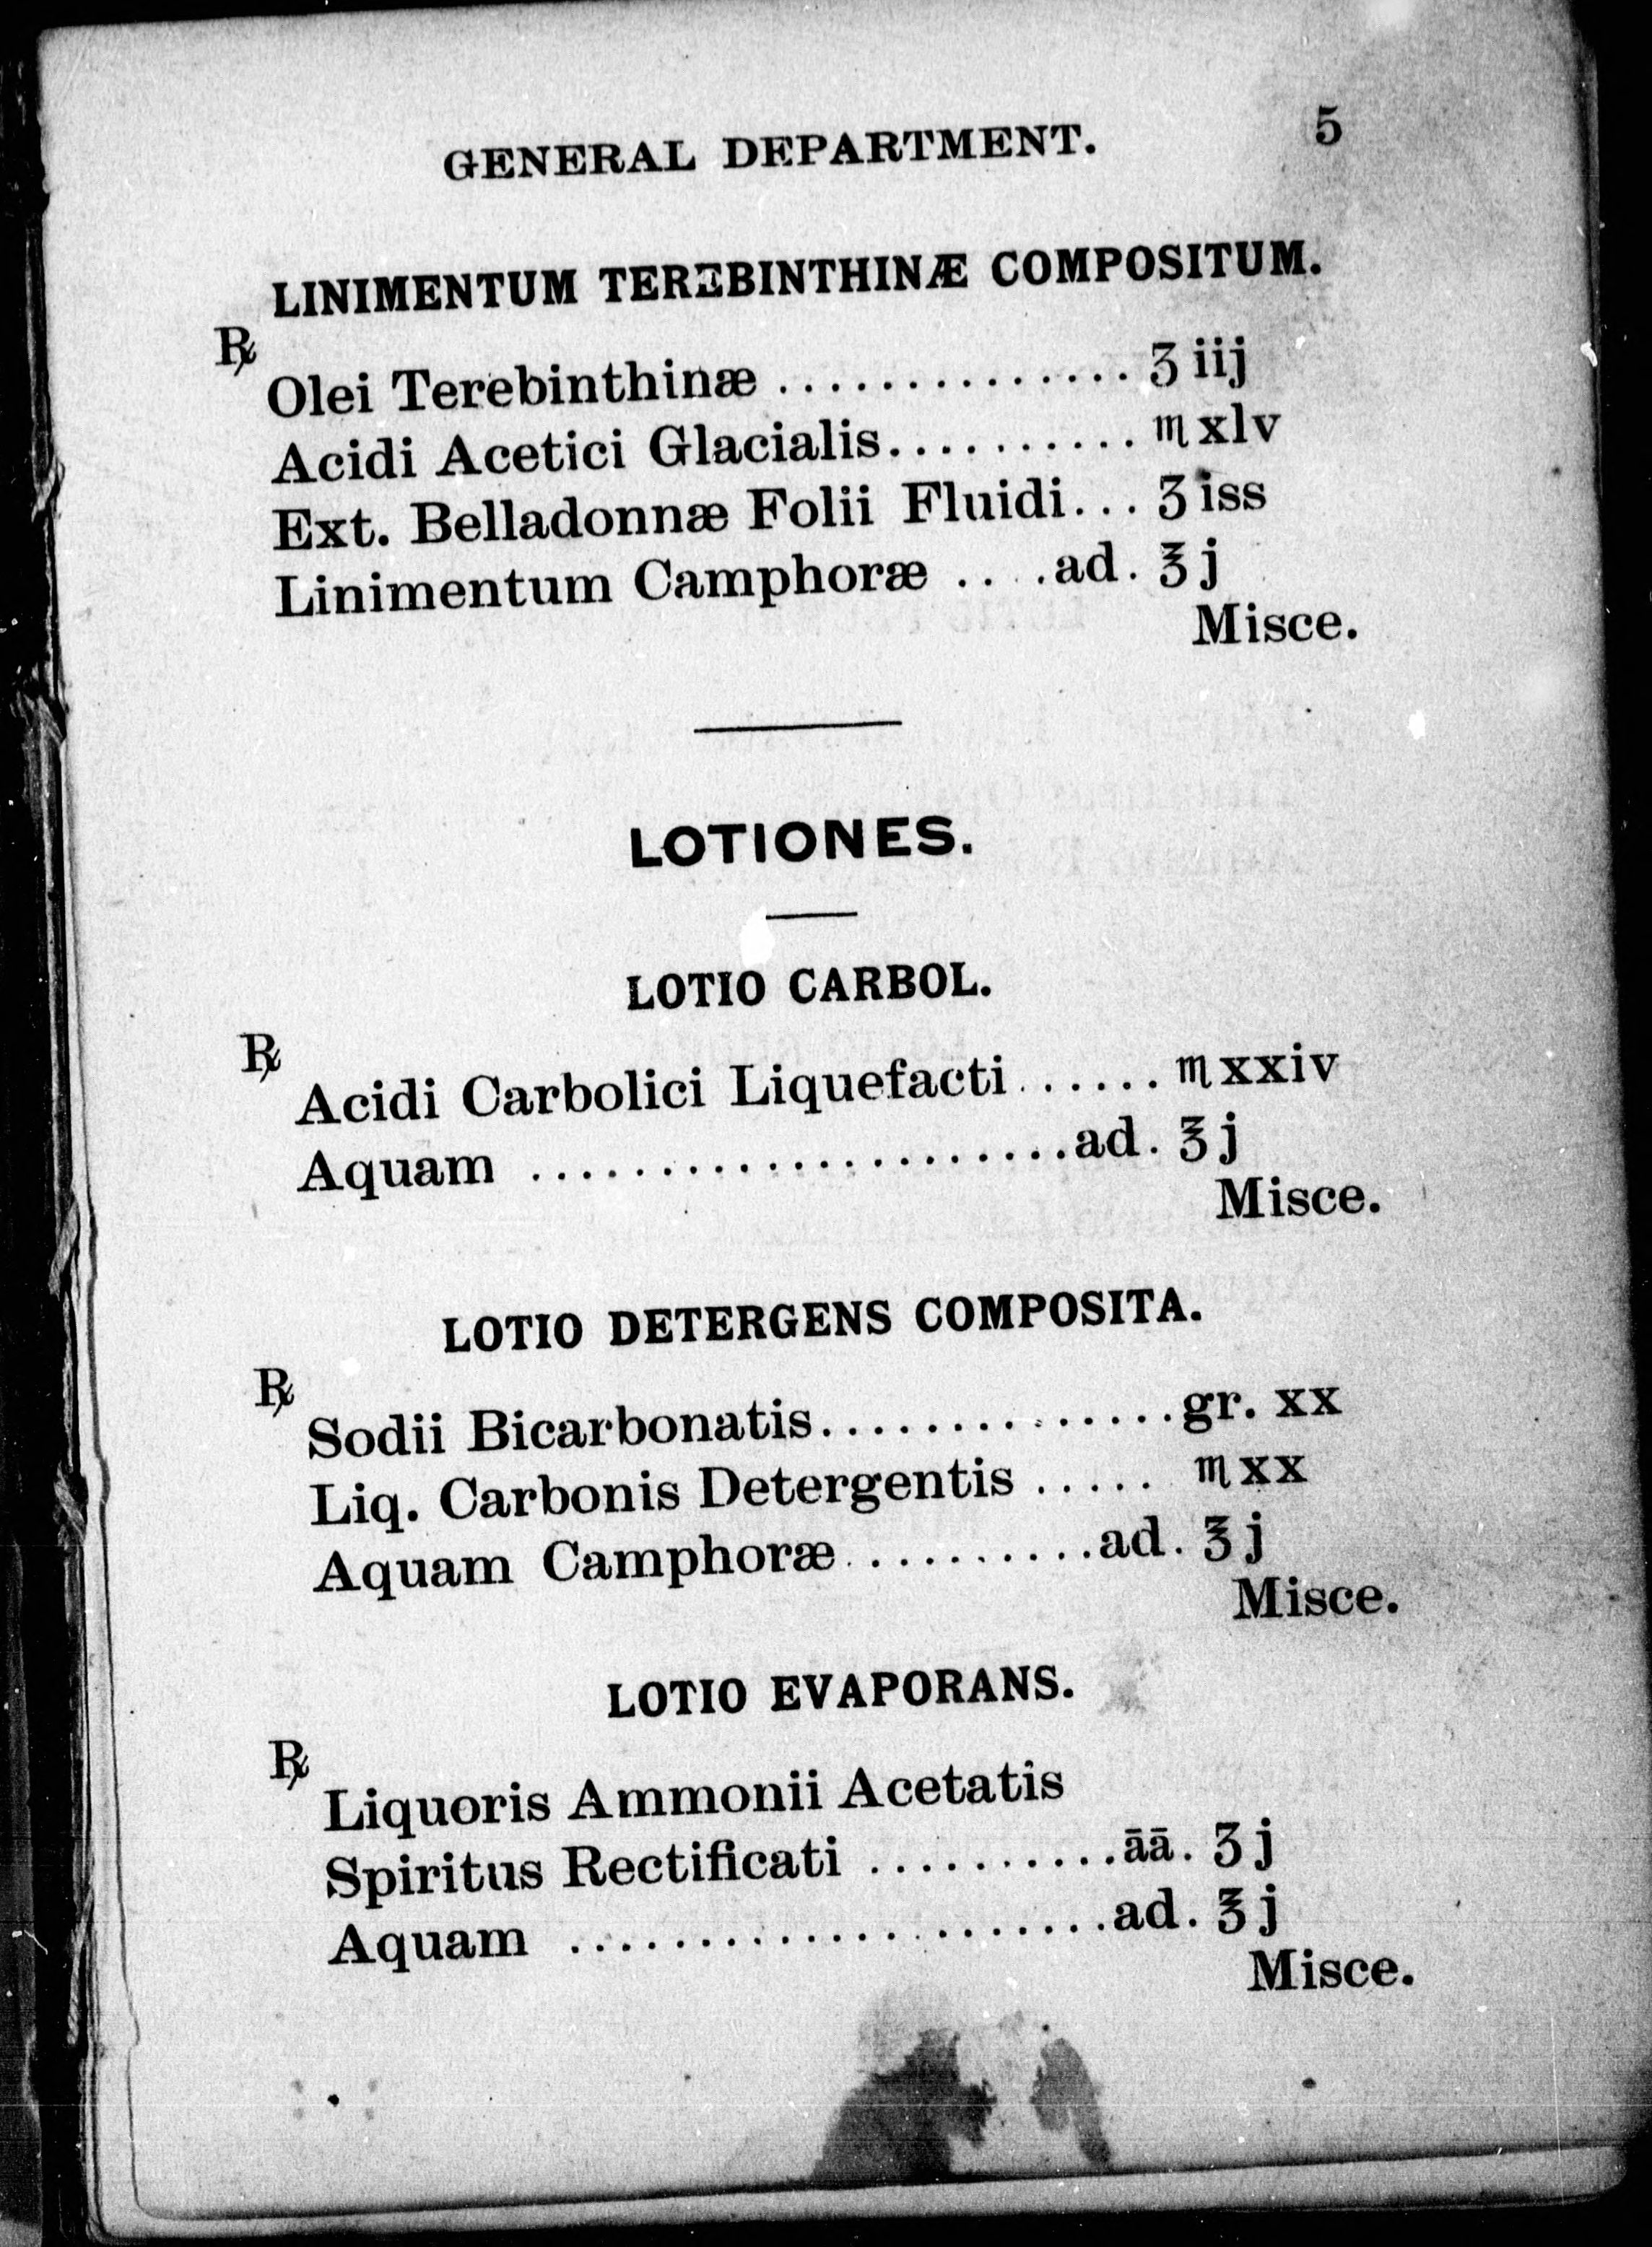 GENERAL DEPARTMENT. 5
LINIMENTUM TEREBINTHINÆ COMPOSITUM.
℞
Olei Terebinthinæ .............. ʒ iij
Acidi Acetici Glacialis.......... ♏ xlv
Ext. Belladonnæ Folii Fluidi... ʒ iss
Linimentum Camphoræ ....ad. ℥ j
Misce.
LOTIONES.
LOTIO CARBOL.
℞
Acidi Carbolici Liquefacti...... ♏ xxiv
Aquam .....................ad. ℥ j
Misce.
LOTIO DETERGENS COMPOSITA.
℞
Sodii Bicarbonatis..............gr. xx
Liq. Carbonis Detergentis ..... ♏ xx
Aquam Camphoræ..........ad. ℥ j
Misce.
LOTIO EVAPORANS.
℞
Liquoris Ammonii Acetatis
Spiritus Rectificati ..........āā. ʒ j
Aquam .....................ad. ℥ j
Misce.